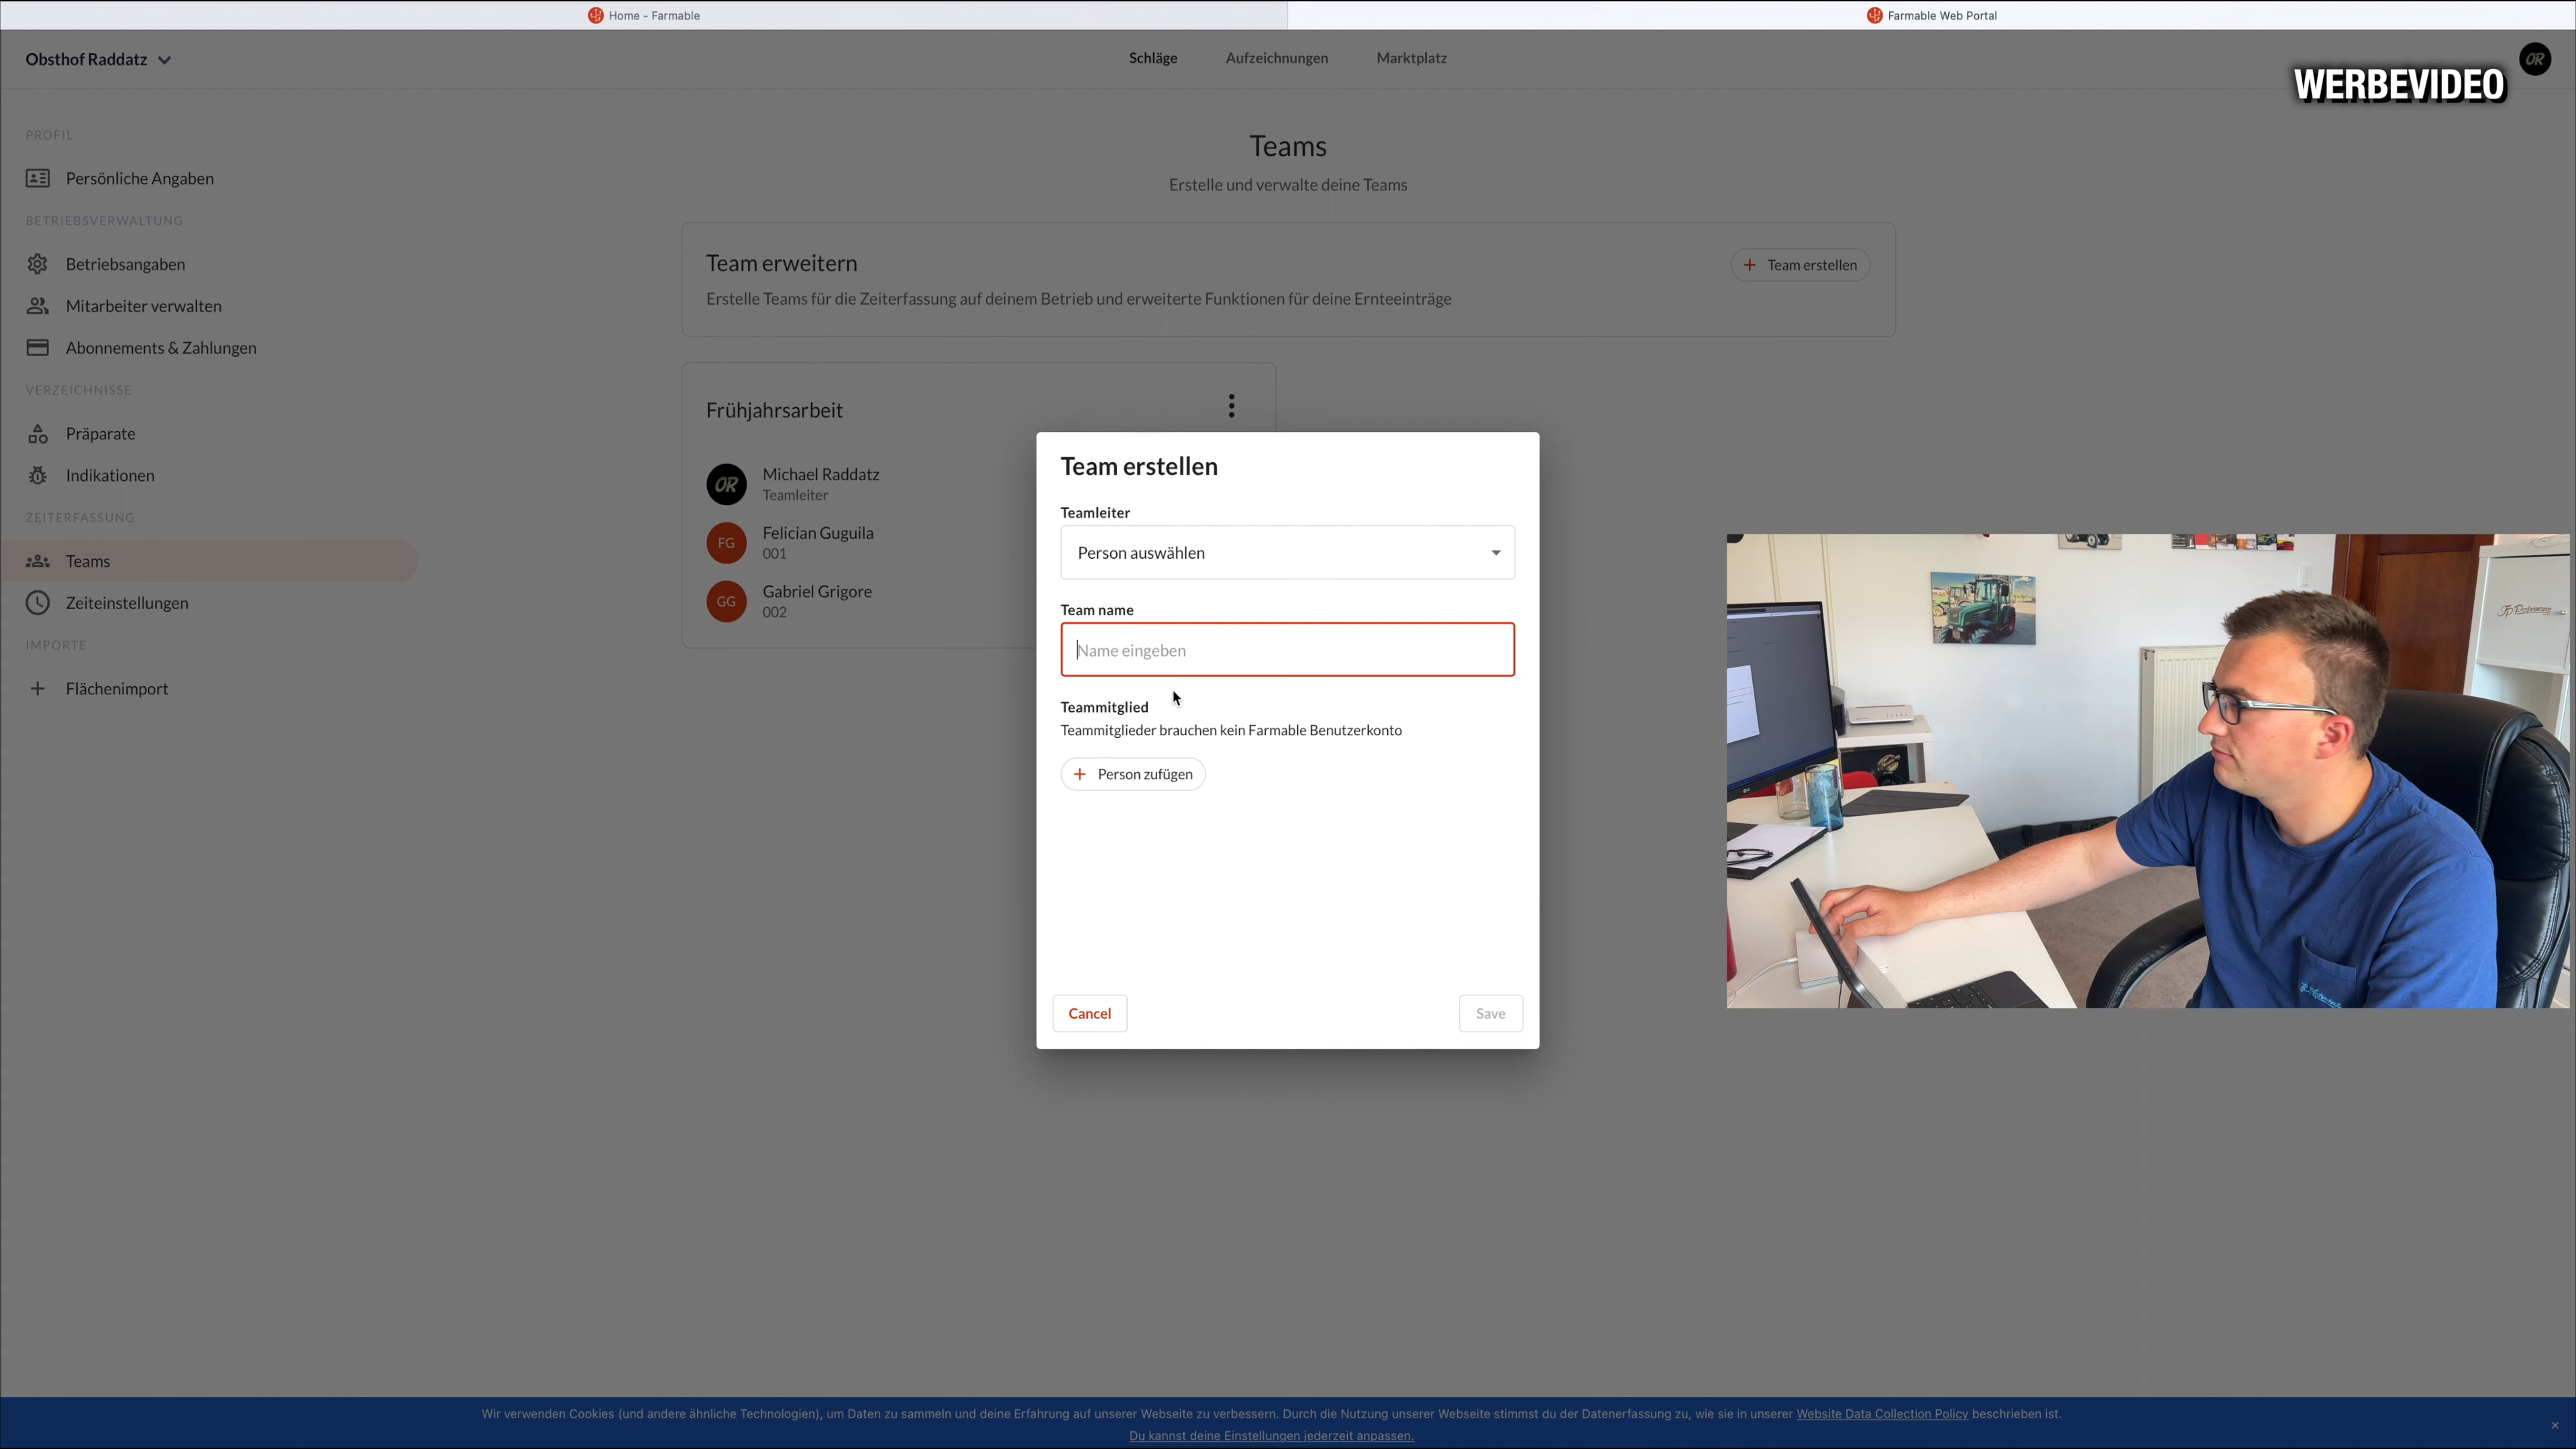 Home - Farmable
Farmable Web Portal
Obsthof Raddatz
Schläge
Aufzeichnungen
Marktplatz
OR
WERBEVIDEO
PROFIL
Persönliche Angaben
BETRIEBSVERWALTUNG
Betriebsangaben
Mitarbeiter verwalten
Abonnements & Zahlungen
VERZEICHNISSE
Präparate
Indikationen
ZEITERFASSUNG
Teams
Zeiteinstellungen
IMPORTE
Flächenimport
Teams
Erstelle und verwalte deine Teams
Team erweitern
Team erstellen
Erstelle Teams für die Zeiterfassung auf deinem Betrieb und erweiterte Funktionen für deine Ernteeinträge
Frühjahrsarbeit
OR
Michael Raddatz
Teamleiter
FG
Felician Guguila
001
GG
Gabriel Grigore
002
Team erstellen
Teamleiter
Person auswählen
Team name
Name eingeben
Teammitglied
Teammitglieder brauchen kein Farmable Benutzerkonto
Person zufügen
Cancel
Save
Wir verwenden Cookies (und andere ähnliche Technologien), um Daten zu sammeln und deine Erfahrung auf unserer Webseite zu verbessern. Durch die Nutzung unserer Webseite stimmst du der Datenerfassung zu, wie sie in unserer Website Data Collection Policy beschrieben ist.
Du kannst deine Einstellungen jederzeit anpassen.